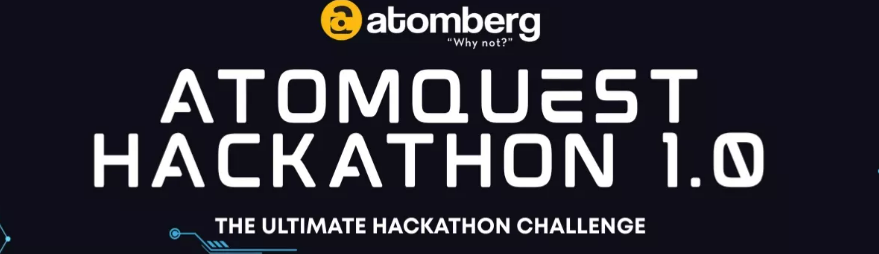 atomberg
"Why not?"
ATOMQUEST
HACKATHON 1.0
THE ULTIMATE HACKATHON CHALLENGE